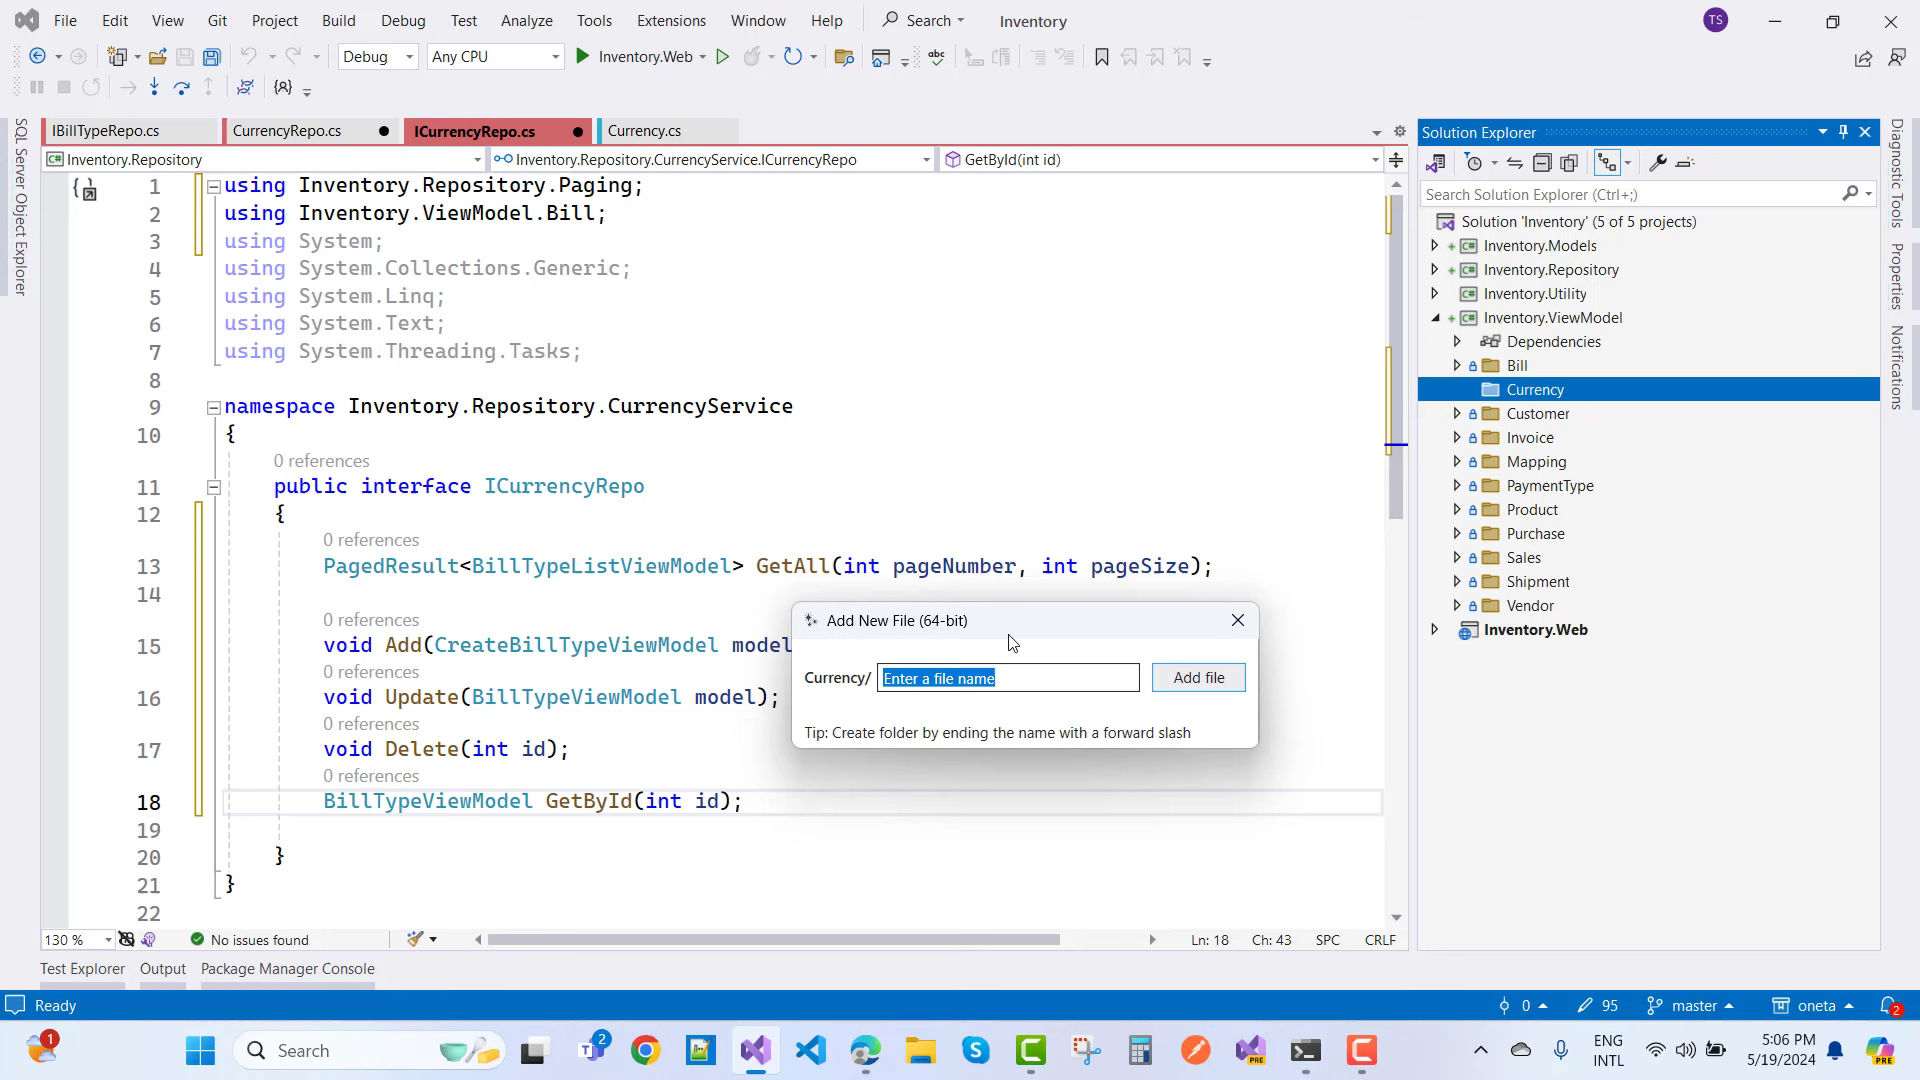 File Edit View Git Project Build Debug Test Analyze Tools Extensions Window Help Search Inventory TS
Debug Any CPU Inventory.Web
IBillTypeRepo.cs CurrencyRepo.cs ICurrencyRepo.cs Currency.cs
Inventory.Repository Inventory.Repository.CurrencyService.ICurrencyRepo GetById(int id)
SQL Server Object Explorer
1 using Inventory.Repository.Paging;
2 using Inventory.ViewModel.Bill;
3 using System;
4 using System.Collections.Generic;
5 using System.Linq;
6 using System.Text;
7 using System.Threading.Tasks;
8
9 namespace Inventory.Repository.CurrencyService
10 {
0 references
11 public interface ICurrencyRepo
12 {
0 references
13 PagedResult<BillTypeListViewModel> GetAll(int pageNumber, int pageSize);
14
0 references
15 void Add(CreateBillTypeViewModel model
0 references
16 void Update(BillTypeViewModel model);
0 references
17 void Delete(int id);
0 references
18 BillTypeViewModel GetById(int id);
19
20 }
21 }
22
Add New File (64-bit)
Currency/ Enter a file name Add file
Tip: Create folder by ending the name with a forward slash
130 % No issues found Ln: 18 Ch: 43 SPC CRLF
Test Explorer Output Package Manager Console
Solution Explorer
Search Solution Explorer (Ctrl+;)
Solution 'Inventory' (5 of 5 projects)
Inventory.Models
Inventory.Repository
Inventory.Utility
Inventory.ViewModel
Dependencies
Bill
Currency
Customer
Invoice
Mapping
PaymentType
Product
Purchase
Sales
Shipment
Vendor
Inventory.Web
Diagnostic Tools
Properties
Notifications
Ready 0 95 master oneta 2
1 Search 2 PRE ENG 5:06 PM PRE
INTL 5/19/2024